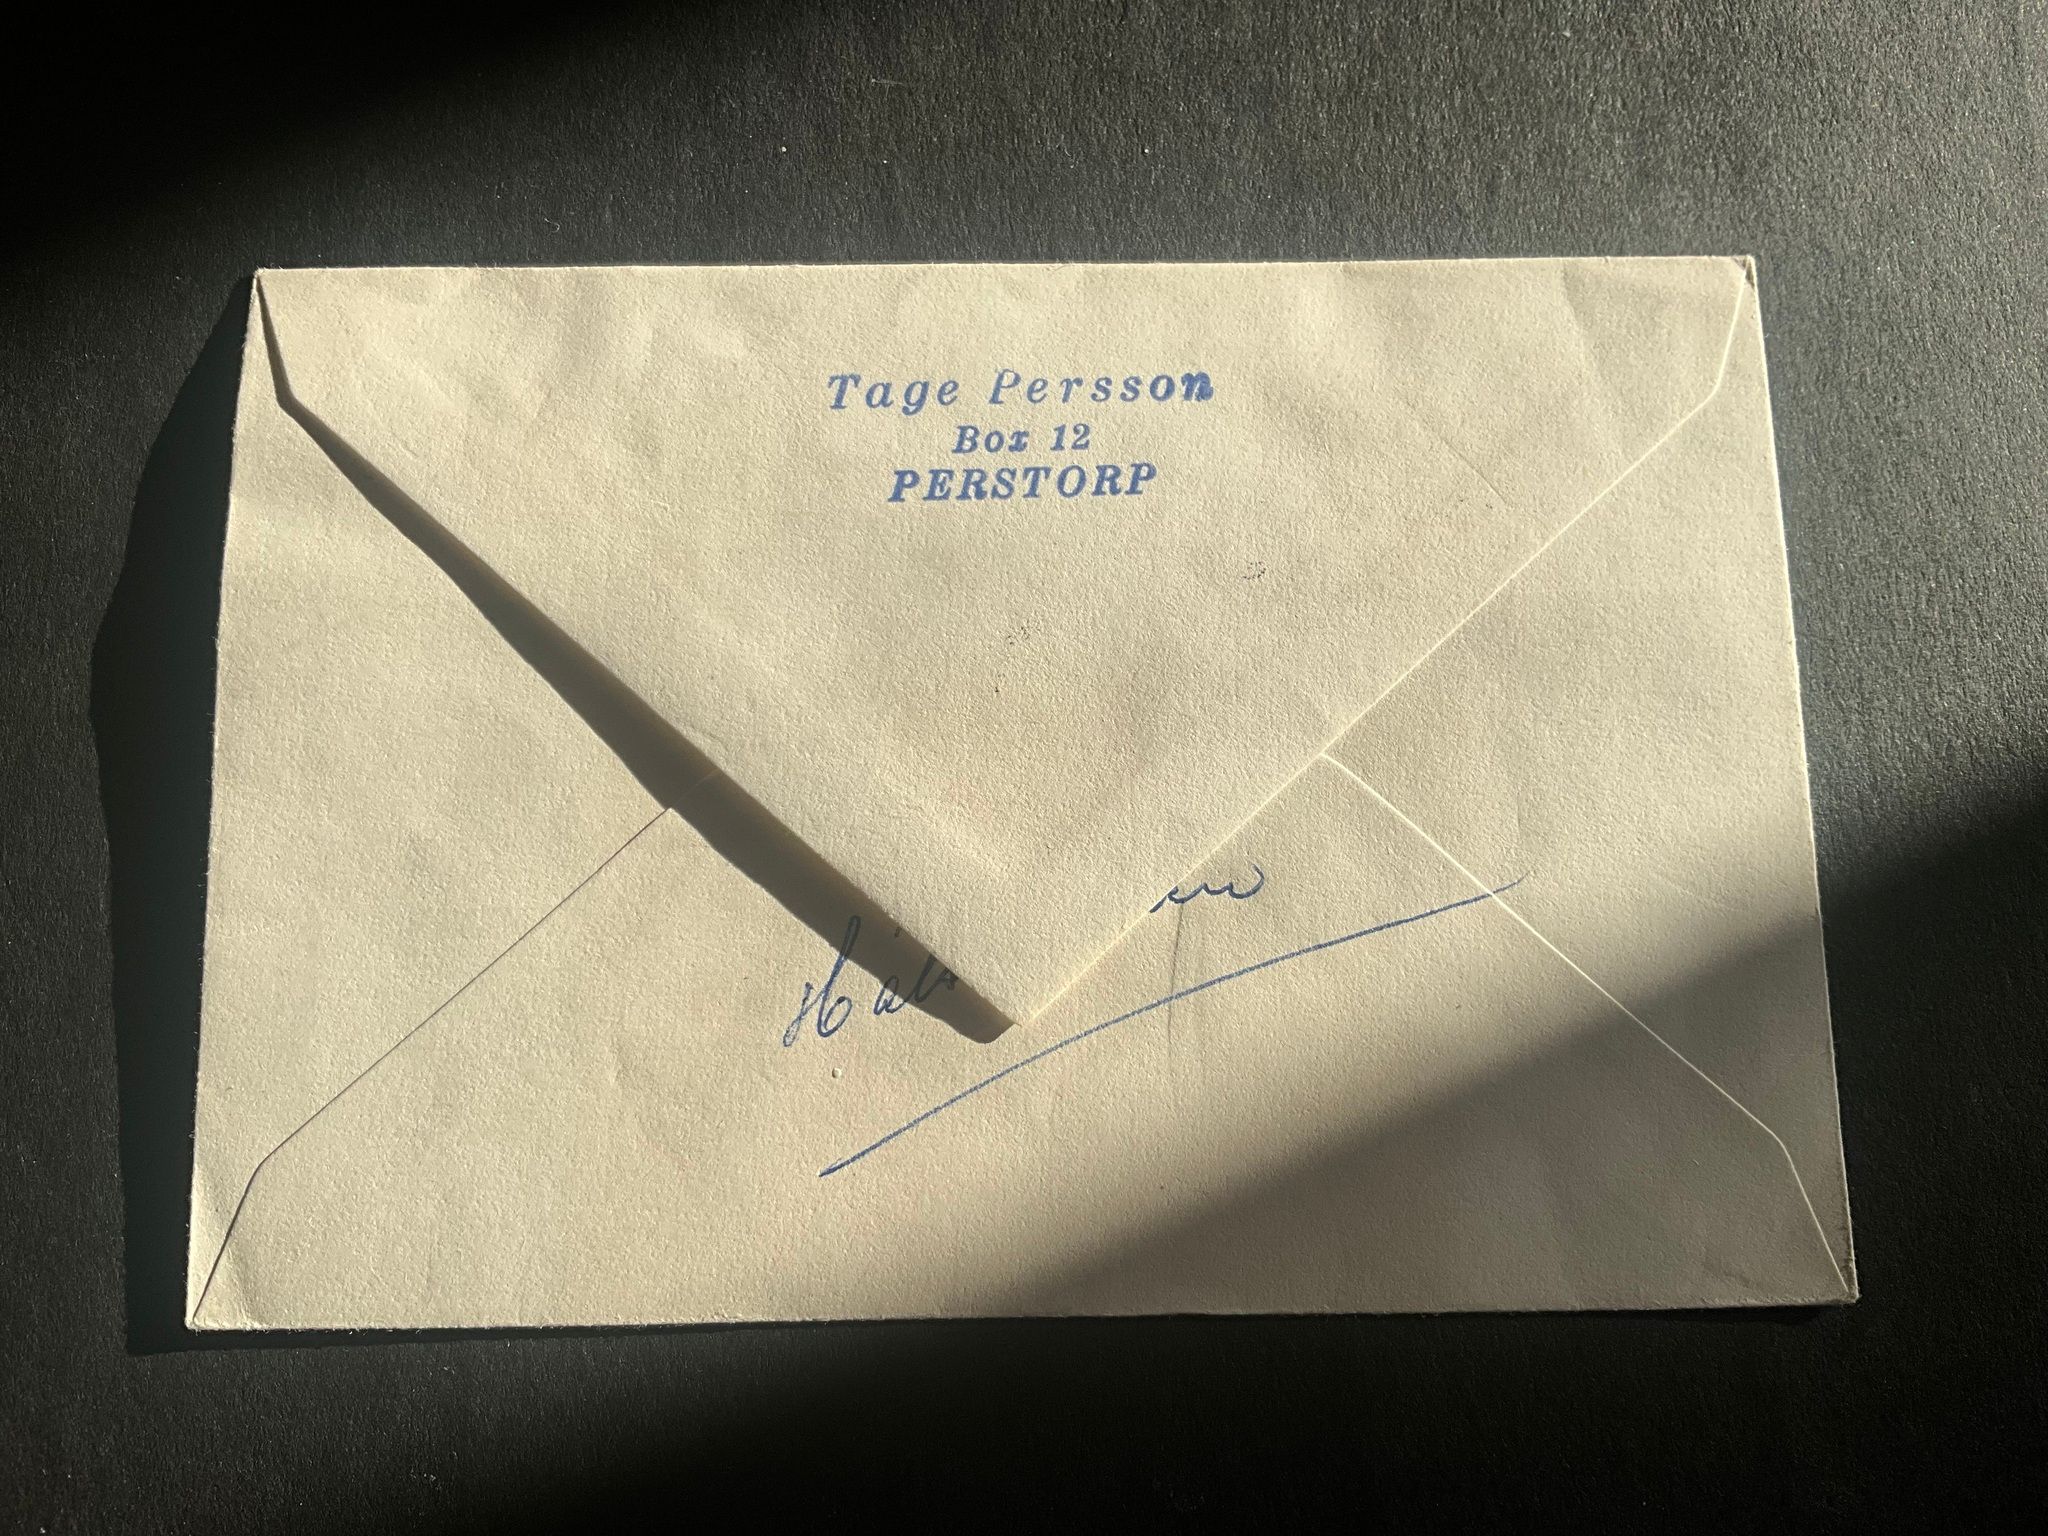 Tage Persson
Box 12
PERSTORP